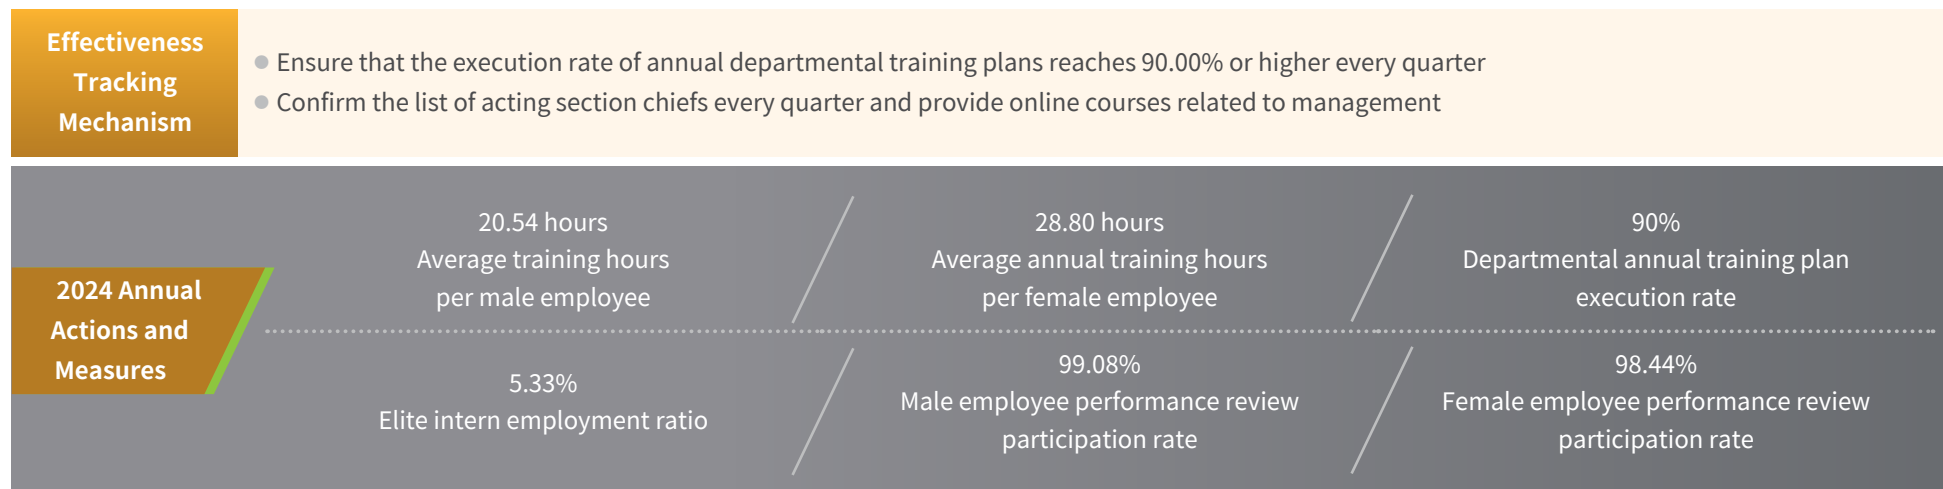 Effectiveness
Tracking
Mechanism
Ensure that the execution rate of annual departmental training plans reaches 90.00% or higher every quarter
Confirm the list of acting section chiefs every quarter and provide online courses related to management
2024 Annual
Actions and
Measures
20.54 hours
Average training hours
per male employee
28.80 hours
Average annual training hours
per female employee
90%
Departmental annual training plan
execution rate
5.33%
Elite intern employment ratio
99.08%
Male employee performance review
participation rate
98.44%
Female employee performance review
participation rate